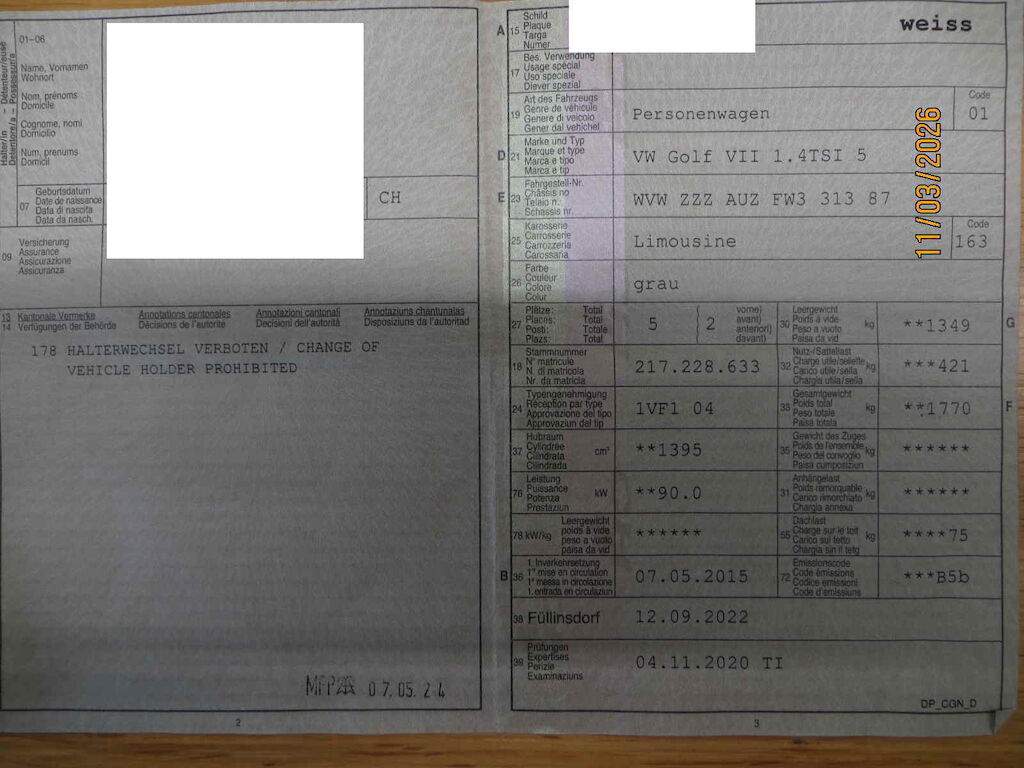 Halter/in - Détenteur/euse
Detentore/a - Possessur/a
01-06
Name, Vornamen
Wohnort
Nom, prénoms
Domicile
Cognome, nomi
Domicilio
Num, prenums
Domicil
07
Geburtsdatum
Date de naissance
Data di nascita
Data da nasch.
CH
09
Versicherung
Assurance
Assicurazione
Assicuranza
13 Kantonale Vermerke
14 Verfügungen der Behörde
Annotations cantonales
Décisions de l'autorité
Annotazioni cantonali
Decisioni dell'autorità
Annotaziuns chantunalas
Disposiziuns da l'autoritad
178 HALTERWECHSEL VERBOTEN / CHANGE OF
VEHICLE HOLDER PROHIBITED
07.05.24
2
A 15
Schild
Plaque
Targa
Numer
weiss
17
Bes. Verwendung
Usage spécial
Uso speciale
Diever spezial
19
Art des Fahrzeugs
Genre de véhicule
Genere di veicolo
Gener dal vehichel
Personenwagen
Code
01
D 21
Marke und Typ
Marque et type
Marca e tipo
Marca e tip
VW Golf VII 1.4TSI 5
E 23
Fahrgestell-Nr.
Châssis no
Telaio n.
Schassis nr.
WVW ZZZ AUZ FW3 313 87
25
Karosserie
Carrosserie
Carrozzeria
Carossaria
Limousine
Code
163
26
Farbe
Couleur
Colore
Colur
grau
27
Plätze: Total
Places: Total
Posti: Totale
Plazs: Total
5
( 2
vorne)
avant)
anteriori)
davant)
30
Leergewicht
Poids à vide
Peso a vuoto
Paisa da vid
kg
**1349
G
18
Stammnummer
N° matricule
N. di matricola
Nr. da matricla
217.228.633
32
Nutz-/Sattellast
Charge utile/sellette
Carico utile/sella
Chargia utila/sella
kg
***421
24
Typengenehmigung
Réception par type
Approvazione del tipo
Approvaziun dal tip
1VF1 04
33
Gesamtgewicht
Poids total
Peso totale
Paisa totala
kg
**1770
F
37
Hubraum
Cylindrée
Cilindrata
Cilindrada
cm³
**1395
35
Gewicht des Zuges
Poids de l'ensemble
Peso del convoglio
Paisa cumposiziun
kg
******
76
Leistung
Puissance
Potenza
Prestaziun
kW
**90.0
31
Anhängelast
Poids remorquable
Carico rimorchiato
Chargia annexa
kg
******
78 kW/kg
Leergewicht
poids à vide
peso a vuoto
paisa da vid
******
55
Dachlast
Charge sur le toit
Carico sul tetto
Chargia sin il tetg
kg
****75
B 36
1. Inverkehrsetzung
1re mise en circulation
1a messa in circolazione
1. entrada en circulaziun
07.05.2015
72
Emissionscode
Code émissions
Codice emissioni
Code d'emissiuns
***B5b
38 Füllinsdorf
12.09.2022
39
Prüfungen
Expertises
Perizie
Examinaziuns
04.11.2020 TI
DP_CGN_D
3
11/03/2026